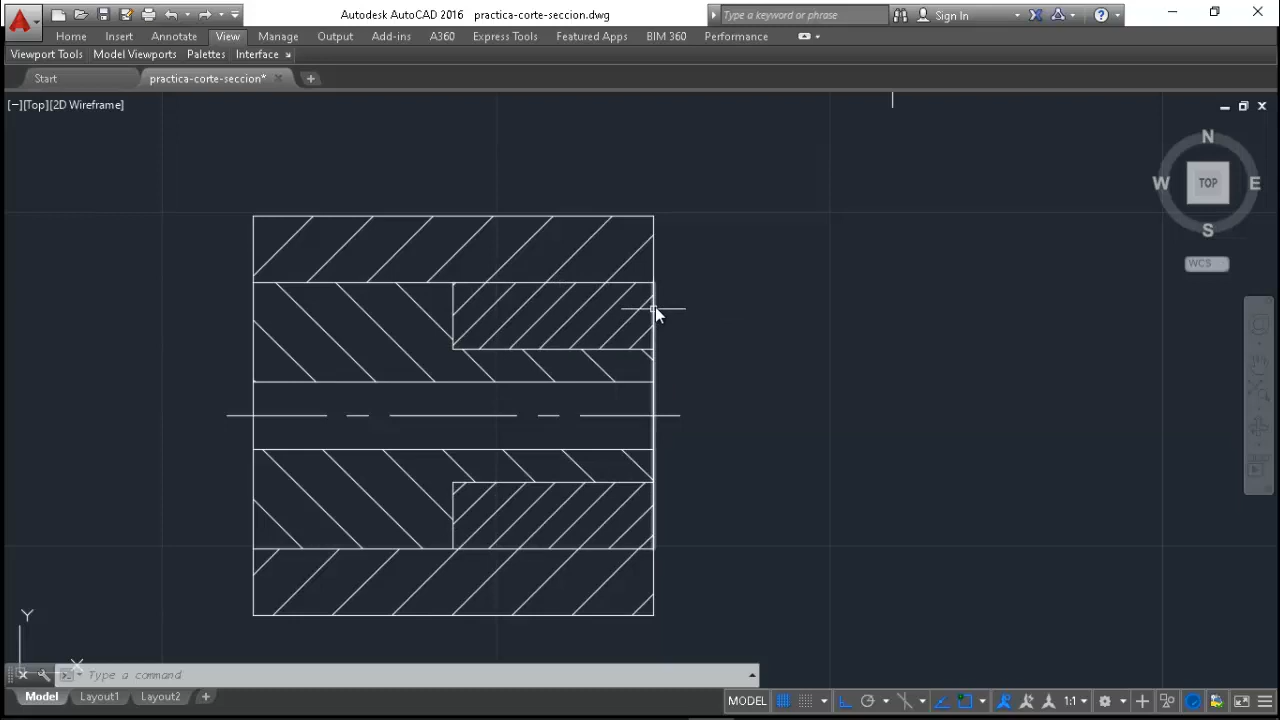 Autodesk AutoCAD 2016 practica-corte-seccion.dwg
Type a keyword or phrase
Sign In
Home Insert Annotate View Manage Output Add-ins A360 Express Tools Featured Apps BIM 360 Performance
Viewport Tools Model Viewports Palettes Interface
Start practica-corte-seccion*
[−][Top][2D Wireframe]
N
W TOP E
S
WCS
Y
X
Type a command
Model Layout1 Layout2
MODEL 1:1